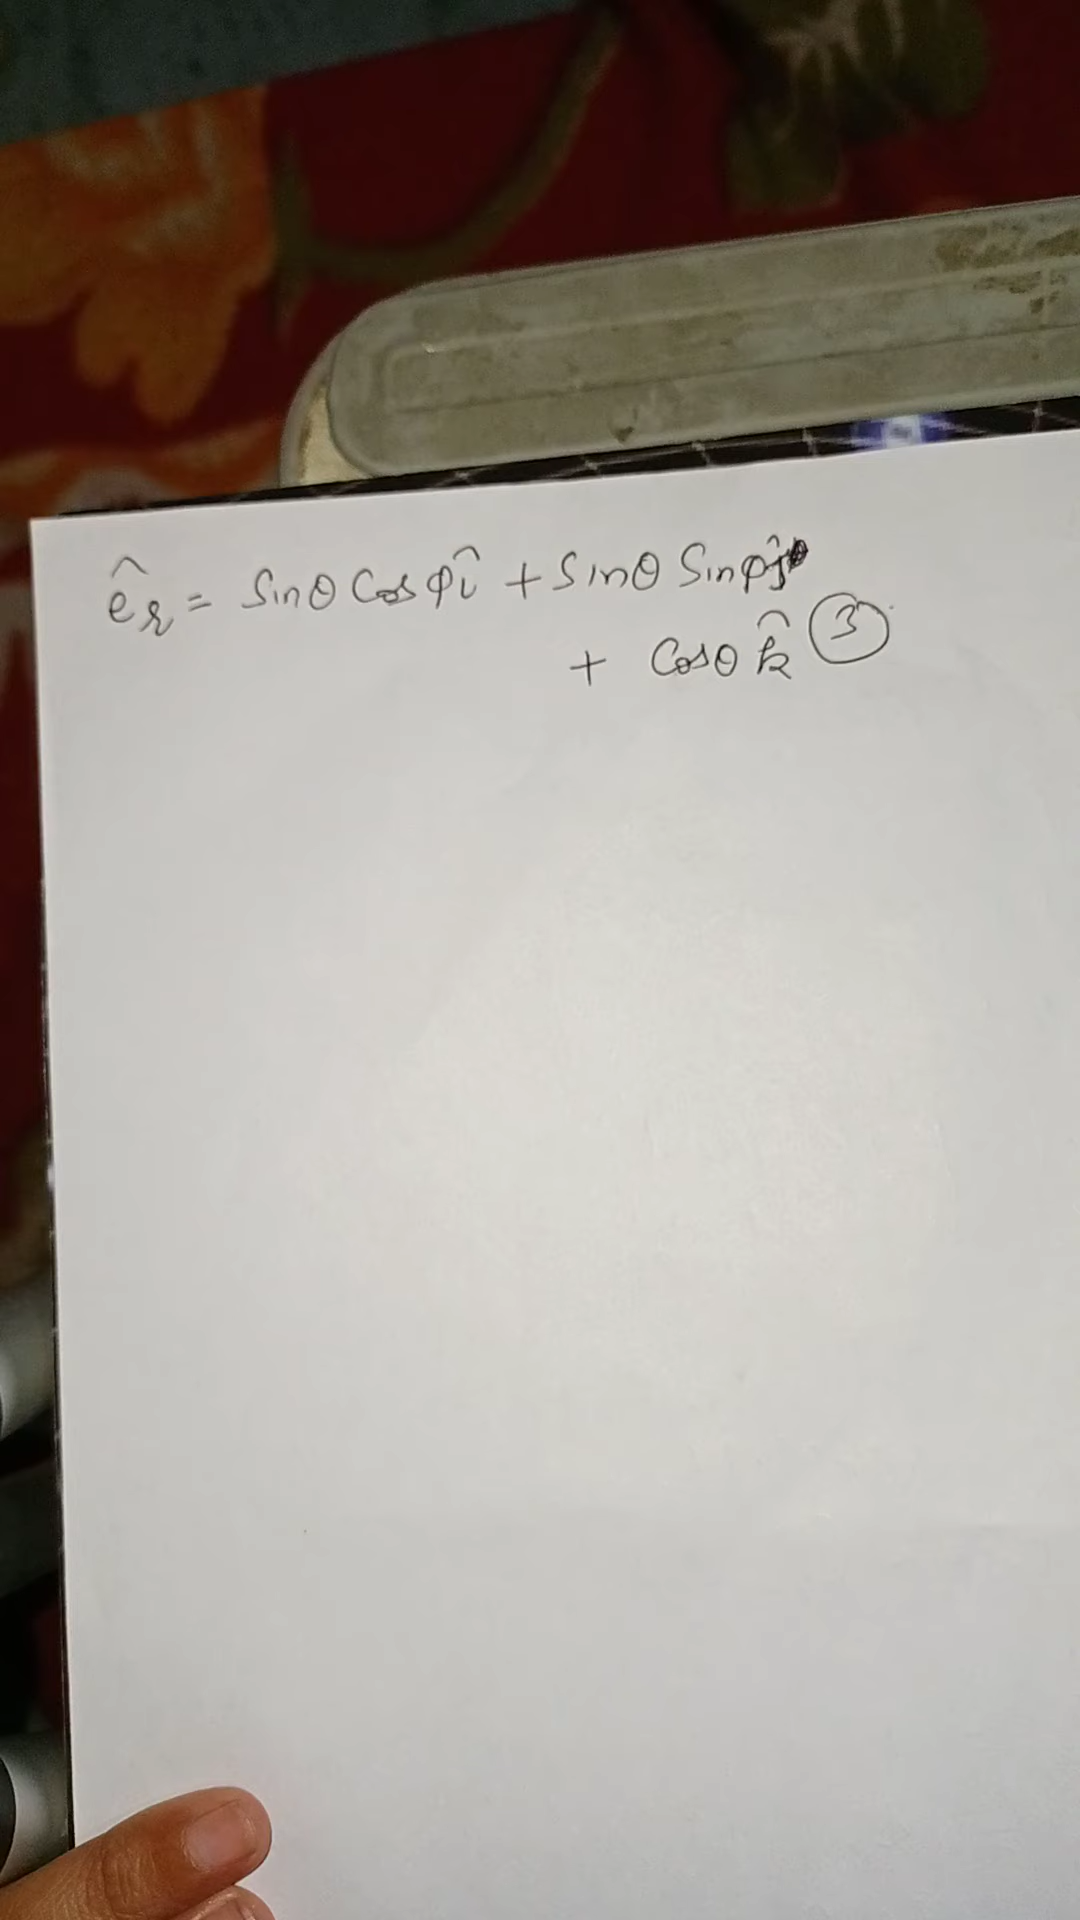 ê_r = Sinθ Cosφ î + Sinθ Sinφ ĵ
+ Cosθ k̂ ③